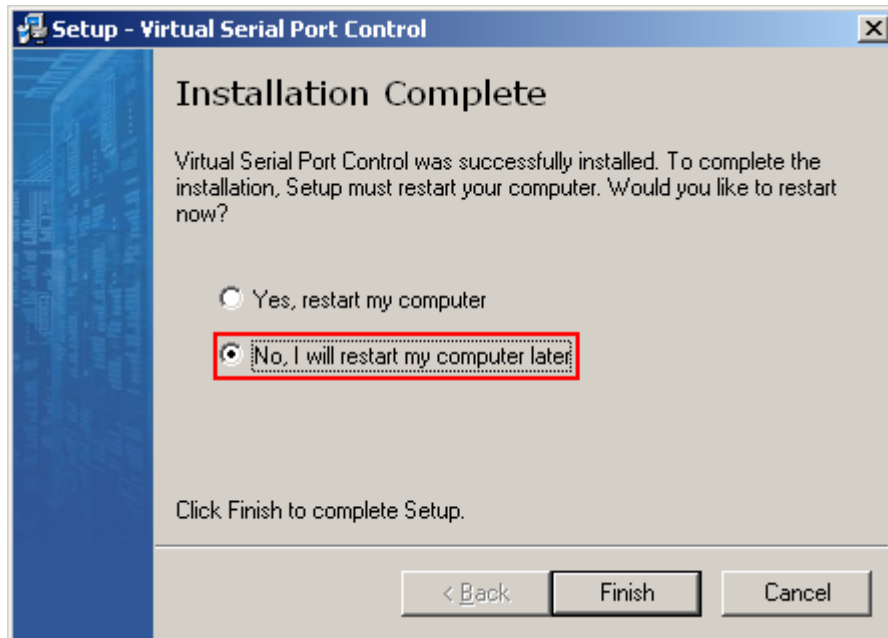 Setup - Virtual Serial Port Control
Installation Complete
Virtual Serial Port Control was successfully installed. To complete the
installation, Setup must restart your computer. Would you like to restart
now?
Yes, restart my computer
No, I will restart my computer later
Click Finish to complete Setup.
< Back Finish Cancel